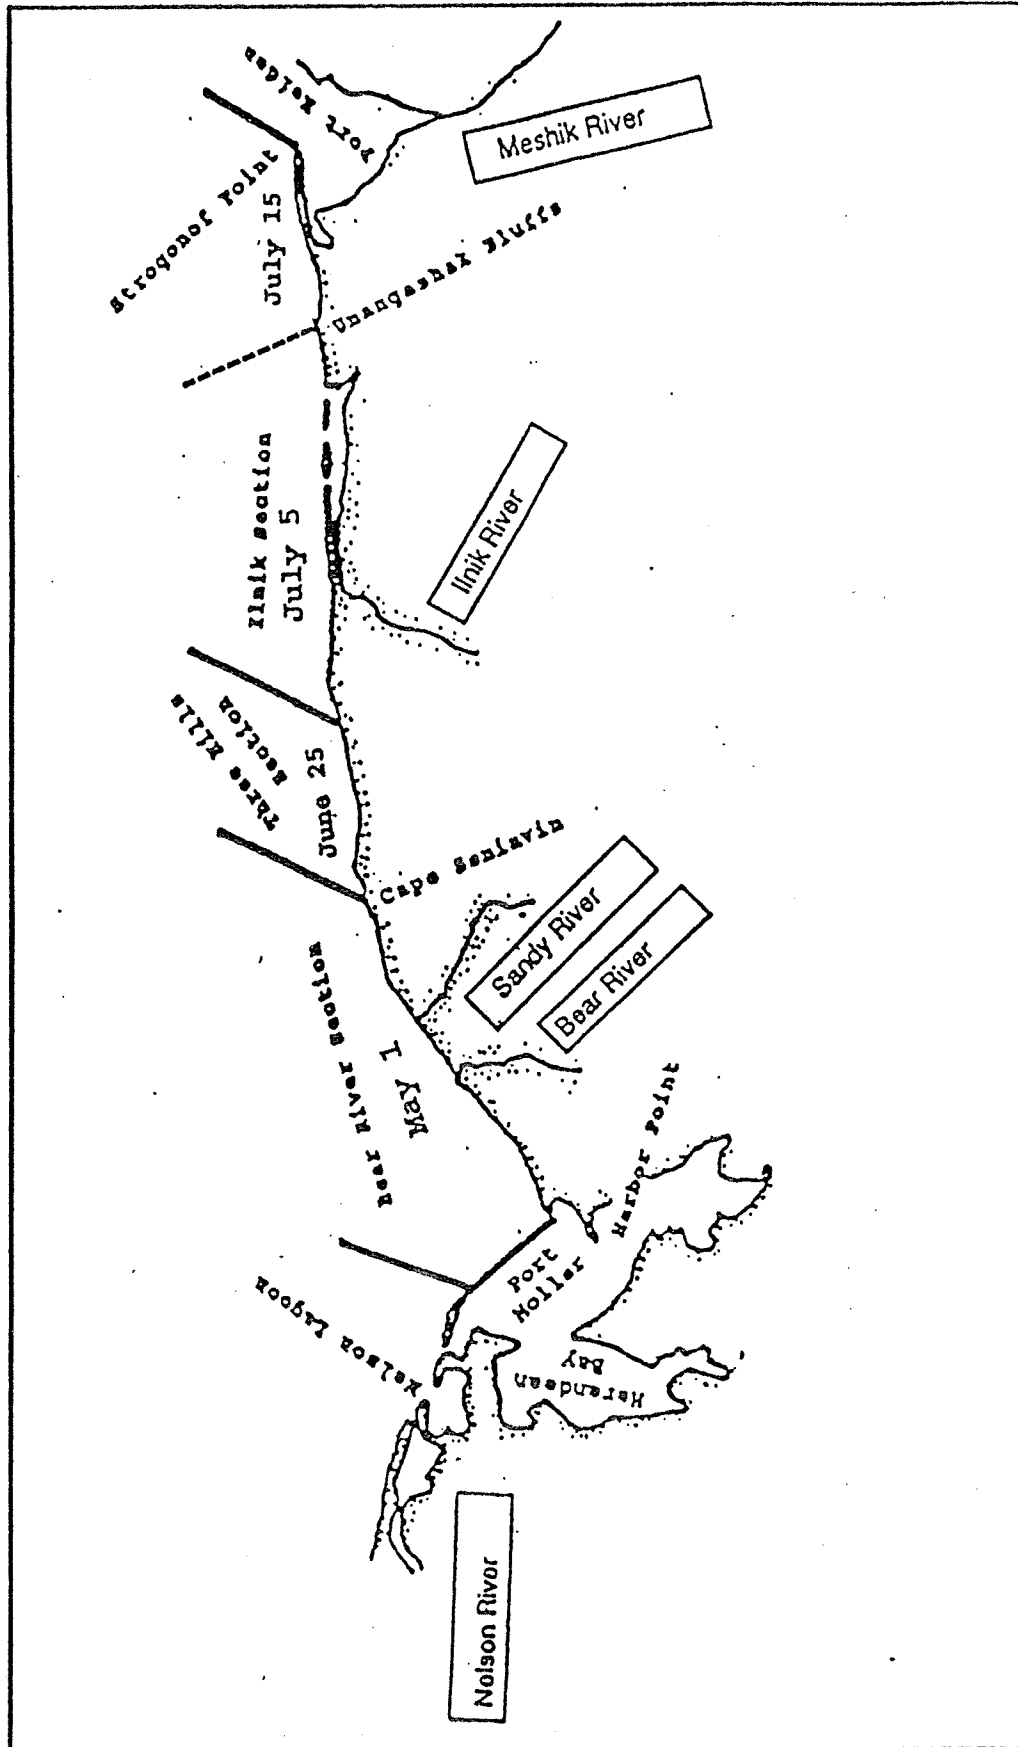 Port Heiden
Meshik River
Strogonof Point
July 15
Unangashak Bluffs
Ilnik Section
July 5
Ilnik River
Three Hills
Section
June 25
Cape Seniavin
Sandy River
Bear River
Bear River Section
May 1
Harbor Point
Port
Moller
Herendeen
Bay
Nelson Lagoon
Nelson River